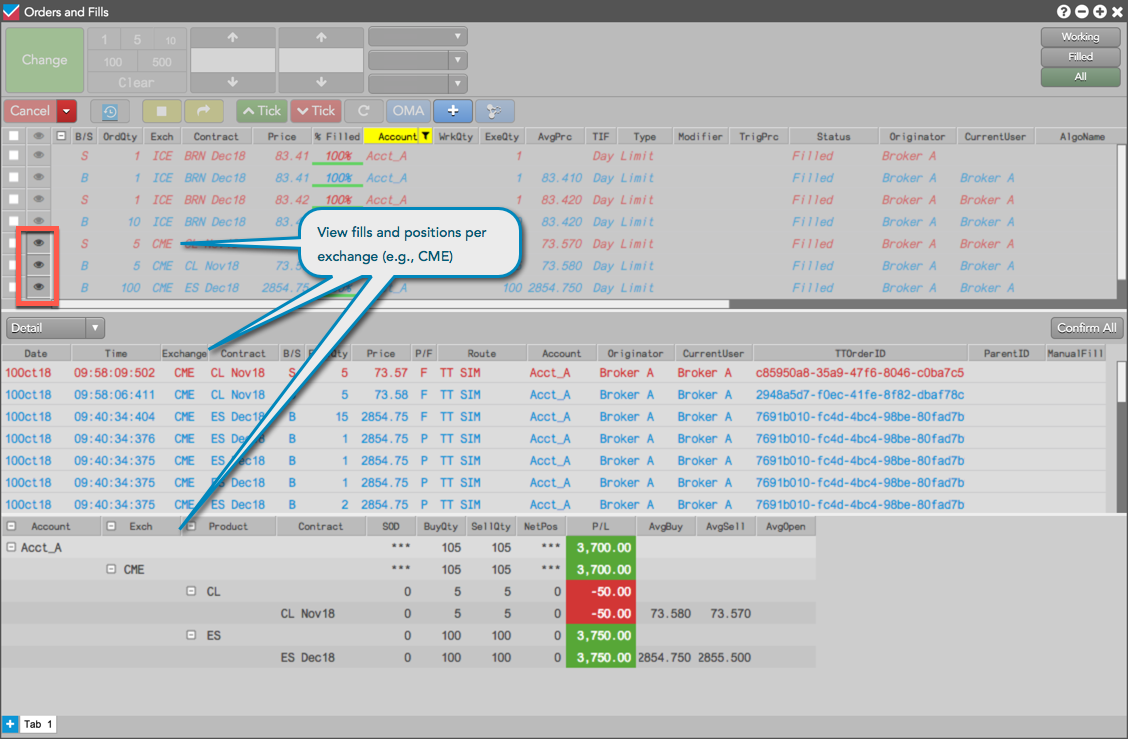 Orders and Fills
Change
1 5 10
100 500
Clear
Working
Filled
All
Cancel Tick Tick OMA
B/S OrdQty Exch Contract Price % Filled Account WrkQty ExeQty AvgPrc TIF Type Modifier TrigPrc Status Originator CurrentUser AlgoName
S 1 ICE BRN Dec18 83.41 100% Acct_A 1 Day Limit Filled Broker A
B 1 ICE BRN Dec18 83.41 100% Acct_A 1 83.410 Day Limit Filled Broker A Broker A
S 1 ICE BRN Dec18 83.42 100% Acct_A 1 83.420 Day Limit Filled Broker A Broker A
B 10 ICE BRN Dec18 83.420 Day Limit Filled Broker A Broker A
S 5 CME CL Nov18 73.570 Day Limit Filled Broker A Broker A
B 5 CME CL Nov18 73.580 Day Limit Filled Broker A Broker A
B 100 CME ES Dec18 2854.75 Acct_A 100 2854.750 Day Limit Filled Broker A Broker A
View fills and positions per
exchange (e.g., CME)
Detail Confirm All
Date Time Exchange Contract B/S Price P/F Route Account Originator CurrentUser TTOrderID ParentID ManualFill
10Oct18 09:58:09:502 CME CL Nov18 S 5 73.57 F TT SIM Acct_A Broker A Broker A c85950a8-35a9-47f6-8046-c0ba7c5
10Oct18 09:58:06:411 CME CL Nov18 5 73.58 F TT SIM Acct_A Broker A Broker A 2948a5d7-f0ec-41fe-8f82-dbaf78c
10Oct18 09:40:34:404 CME ES Dec18 B 15 2854.75 F TT SIM Acct_A Broker A Broker A 7691b010-fc4d-4bc4-98be-80fad7b
10Oct18 09:40:34:376 CME ES Dec18 B 1 2854.75 P TT SIM Acct_A Broker A Broker A 7691b010-fc4d-4bc4-98be-80fad7b
10Oct18 09:40:34:375 CME ES Dec18 B 1 2854.75 P TT SIM Acct_A Broker A Broker A 7691b010-fc4d-4bc4-98be-80fad7b
10Oct18 09:40:34:375 CME ES Dec18 B 1 2854.75 P TT SIM Acct_A Broker A Broker A 7691b010-fc4d-4bc4-98be-80fad7b
10Oct18 09:40:34:375 CME ES Dec18 B 2 2854.75 P TT SIM Acct_A Broker A Broker A 7691b010-fc4d-4bc4-98be-80fad7b
Account Exch Product Contract SOD BuyQty SellQty NetPos P/L AvgBuy AvgSell AvgOpen
Acct_A *** 105 105 *** 3,700.00
CME *** 105 105 *** 3,700.00
CL 0 5 5 0 -50.00
CL Nov18 0 5 5 0 -50.00 73.580 73.570
ES 0 100 100 0 3,750.00
ES Dec18 0 100 100 0 3,750.00 2854.750 2855.500
Tab 1